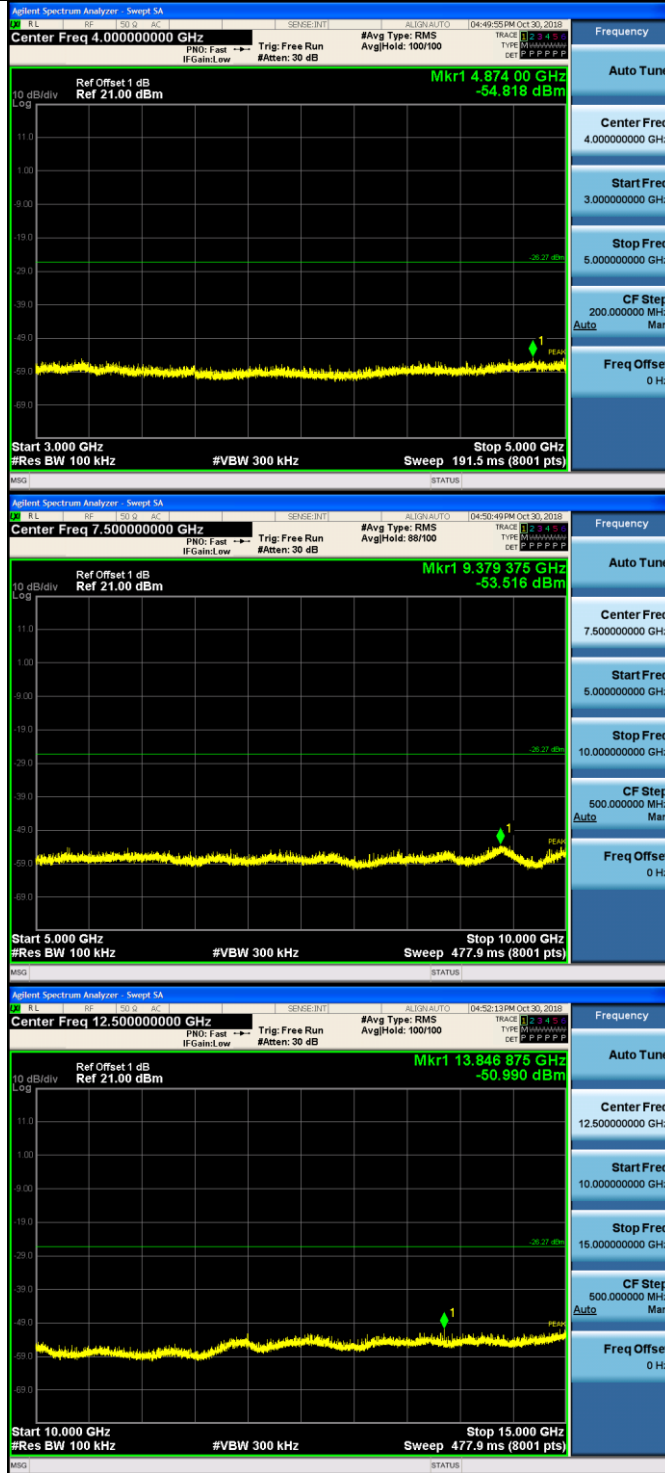 Agilent Spectrum Analyzer - Swept SA
RL RF 50 Ω AC SENSE:INT ALIGN AUTO 04:49:55 PM Oct 30, 2018
Center Freq 4.000000000 GHz #Avg Type: RMS TRACE 1 2 3 4 5 6
PNO: Fast Trig: Free Run Avg|Hold: 100/100 TYPE M
IFGain:Low #Atten: 30 dB DET P P P P P P
Frequency
Auto Tune
Ref Offset 1 dB Mkr1 4.874 00 GHz
10 dB/div Ref 21.00 dBm -54.818 dBm
Log
11.0
1.00
-9.00
-19.0
-26.27 dBm
-29.0
-39.0
-49.0
1
PEAK
-59.0
-69.0
Start 3.000 GHz Stop 5.000 GHz
#Res BW 100 kHz #VBW 300 kHz Sweep 191.5 ms (8001 pts)
MSG STATUS
Center Freq
4.000000000 GHz
Start Freq
3.000000000 GHz
Stop Freq
5.000000000 GHz
CF Step
200.000000 MHz
Auto Man
Freq Offset
0 Hz
Agilent Spectrum Analyzer - Swept SA
RL RF 50 Ω AC SENSE:INT ALIGN AUTO 04:50:49 PM Oct 30, 2018
Center Freq 7.500000000 GHz #Avg Type: RMS TRACE 1 2 3 4 5 6
PNO: Fast Trig: Free Run Avg|Hold: 88/100 TYPE M
IFGain:Low #Atten: 30 dB DET P P P P P P
Frequency
Auto Tune
Ref Offset 1 dB Mkr1 9.379 375 GHz
10 dB/div Ref 21.00 dBm -53.516 dBm
Log
11.0
1.00
-9.00
-19.0
-26.27 dBm
-29.0
-39.0
-49.0
1
PEAK
-59.0
-69.0
Start 5.000 GHz Stop 10.000 GHz
#Res BW 100 kHz #VBW 300 kHz Sweep 477.9 ms (8001 pts)
MSG STATUS
Center Freq
7.500000000 GHz
Start Freq
5.000000000 GHz
Stop Freq
10.000000000 GHz
CF Step
500.000000 MHz
Auto Man
Freq Offset
0 Hz
Agilent Spectrum Analyzer - Swept SA
RL RF 50 Ω AC SENSE:INT ALIGN AUTO 04:52:13 PM Oct 30, 2018
Center Freq 12.500000000 GHz #Avg Type: RMS TRACE 1 2 3 4 5 6
PNO: Fast Trig: Free Run Avg|Hold: 100/100 TYPE M
IFGain:Low #Atten: 30 dB DET P P P P P P
Frequency
Auto Tune
Ref Offset 1 dB Mkr1 13.846 875 GHz
10 dB/div Ref 21.00 dBm -50.990 dBm
Log
11.0
1.00
-9.00
-19.0
-26.27 dBm
-29.0
-39.0
-49.0
1
PEAK
-59.0
-69.0
Start 10.000 GHz Stop 15.000 GHz
#Res BW 100 kHz #VBW 300 kHz Sweep 477.9 ms (8001 pts)
MSG STATUS
Center Freq
12.500000000 GHz
Start Freq
10.000000000 GHz
Stop Freq
15.000000000 GHz
CF Step
500.000000 MHz
Auto Man
Freq Offset
0 Hz